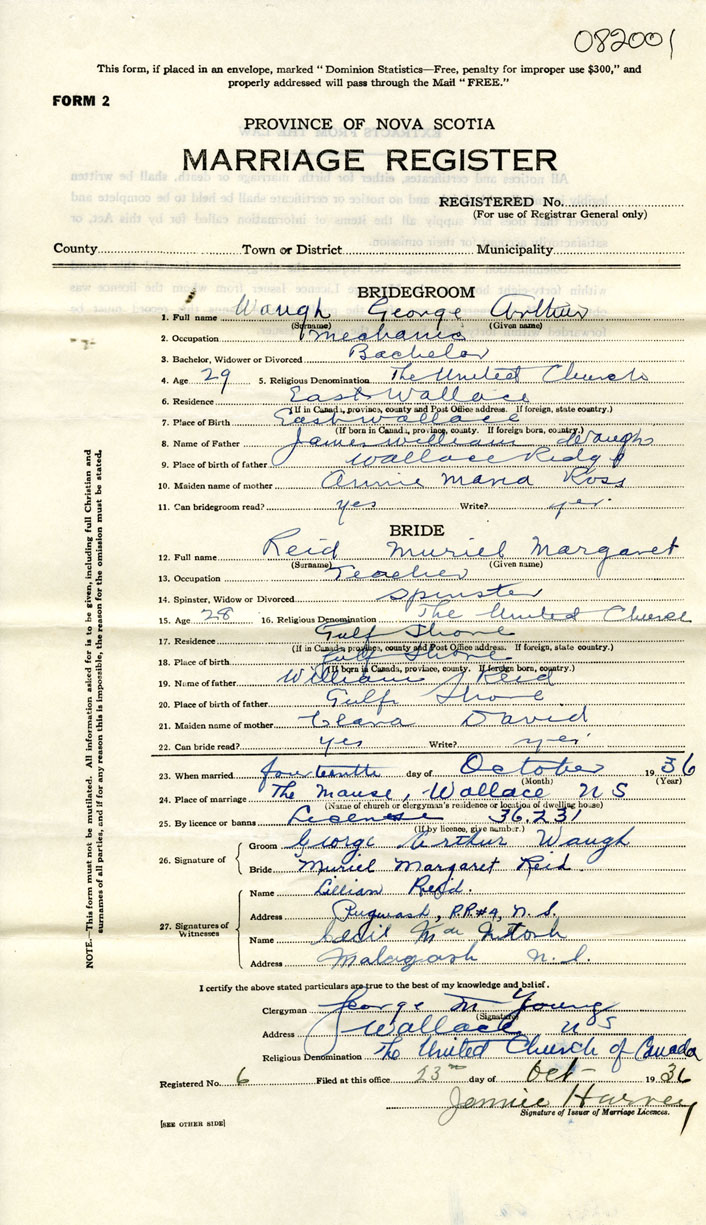 082001
This form, if placed in an envelope, marked "Dominion Statistics—Free, penalty for improper use $300," and
properly addressed will pass through the Mail "FREE."
FORM 2
PROVINCE OF NOVA SCOTIA
MARRIAGE REGISTER
REGISTERED No.
(For use of Registrar General only)
County Town or District Municipality
BRIDEGROOM
1. Full name Waugh George Arthur
(Surname) (Given name)
2. Occupation mechanic
3. Bachelor, Widower or Divorced Bachelor
4. Age 29 5. Religious Denomination The United Church
6. Residence East Wallace
(If in Canada, province, county and Post Office address. If foreign, state country.)
7. Place of Birth East Wallace
(If born in Canada, province, county. If foreign born, country.)
8. Name of Father James William Waugh
9. Place of birth of father Wallace Ridge
10. Maiden name of mother Annie Maria Ross
11. Can bridegroom read? yes Write? yes
BRIDE
12. Full name Reid Muriel Margaret
(Surname) (Given name)
13. Occupation Teacher
14. Spinster, Widow or Divorced Spinster
15. Age 28 16. Religious Denomination The United Church
17. Residence Gulf Shore
(If in Canada, province, county and Post Office address. If foreign, state country.)
18. Place of birth Gulf Shore
(If born in Canada, province, county. If foreign born, country.)
19. Name of father William Reid
20. Place of birth of father Gulf Shore
21. Maiden name of mother Clara David
22. Can bride read? yes Write? yes
23. When married fourteenth day of October 1936
(Month) (Year)
24. Place of marriage The Manse, Wallace N S
(Name of church or clergyman's residence or location of dwelling house)
25. By licence or banns License 36.231
(If by licence, give number.)
26. Signature of
Groom George Arthur Waugh
Bride Muriel Margaret Reid.
27. Signatures of Witnesses
Name Lillian Reid.
Address Pugwash, R.R.#4, N.S.
Name Cecil MacIntosh
Address Malagash N.S.
I certify the above stated particulars are true to the best of my knowledge and belief.
Clergyman George M Young
(Signature)
Address Wallace N S
Religious Denomination The United Church of Canada
Registered No. 6 Filed at this office 23rd day of Oct 1936
Jennie Harvey
Signature of Issuer of Marriage Licences.
[SEE OTHER SIDE]
NOTE.—This form must not be mutilated. All information asked for is to be given, including full Christian and
surnames of all parties, and if for any reason this is impossible, the reason for the omission must be stated.